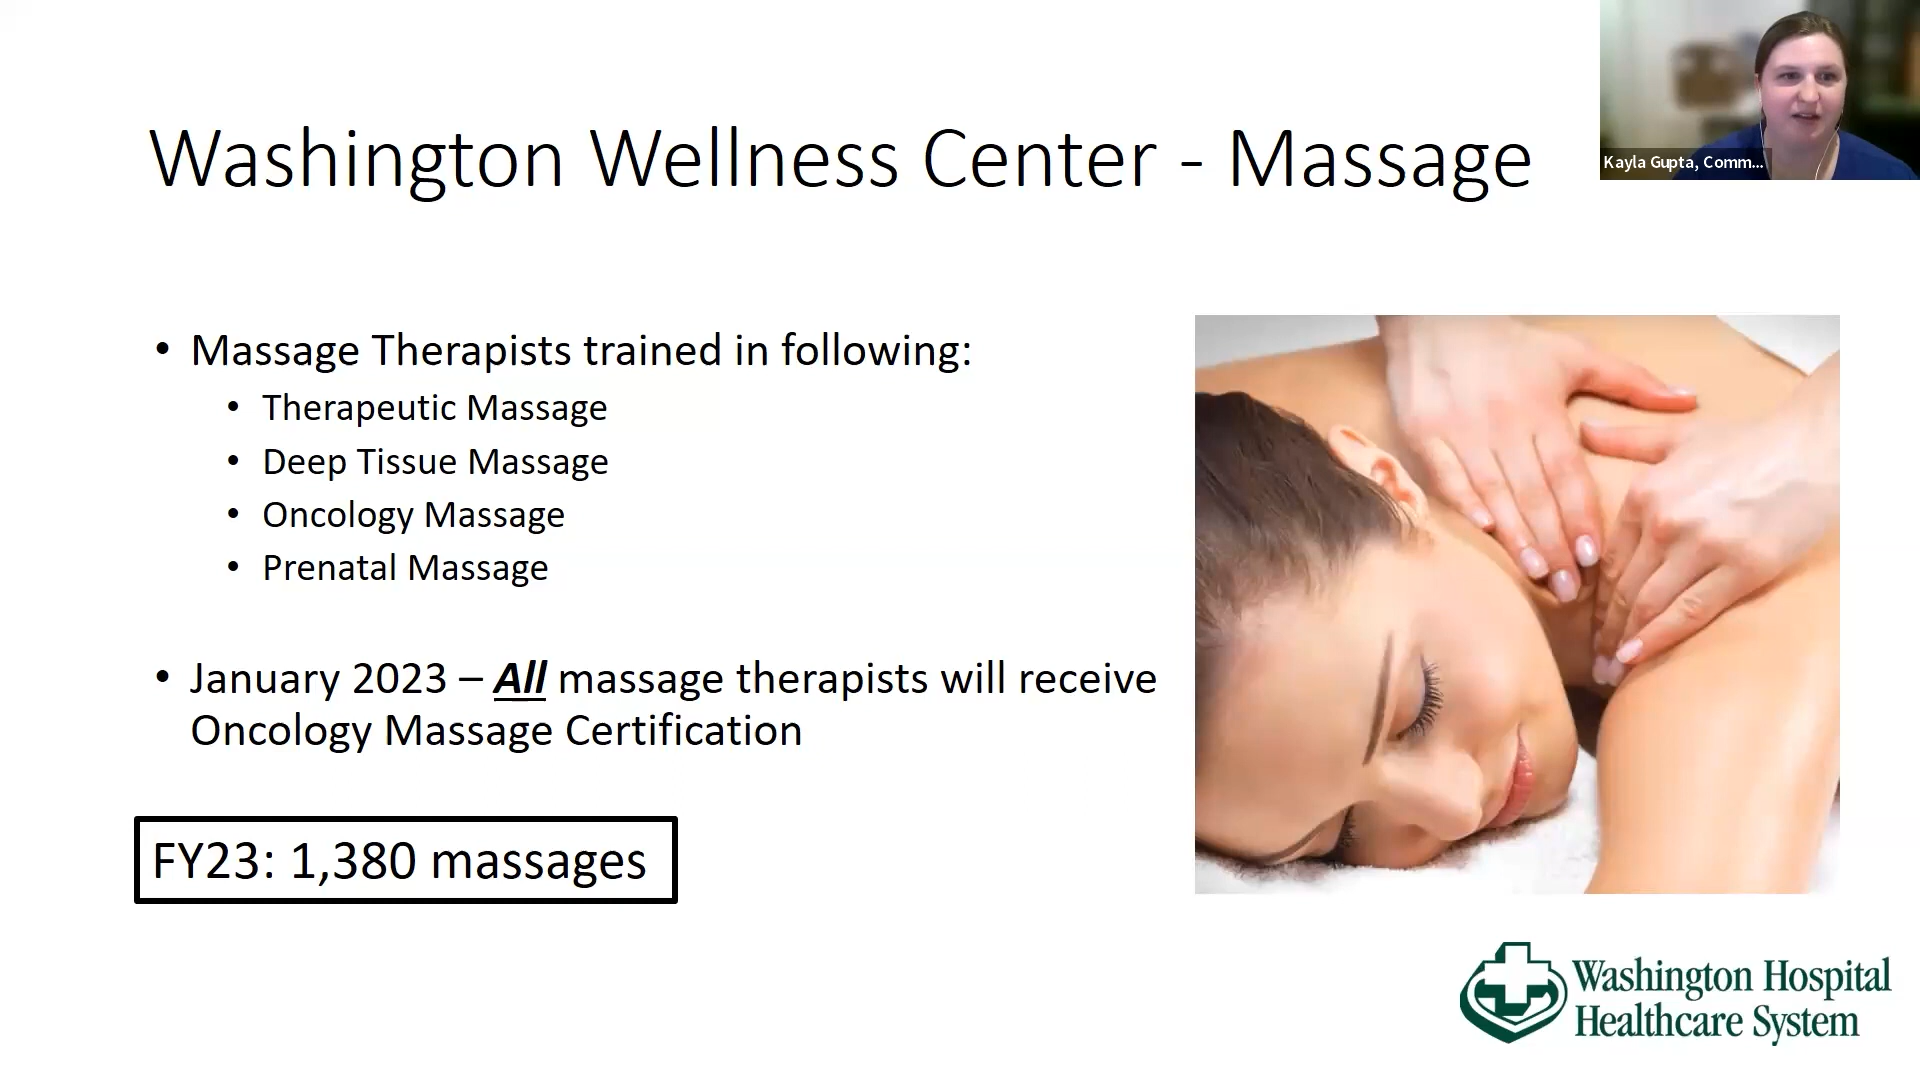 Washington Wellness Center - Massage
Kayla Gupta, Comm...
• Massage Therapists trained in following:
• Therapeutic Massage
• Deep Tissue Massage
• Oncology Massage
• Prenatal Massage
• January 2023 – All massage therapists will receive
Oncology Massage Certification
FY23: 1,380 massages
Washington Hospital
Healthcare System